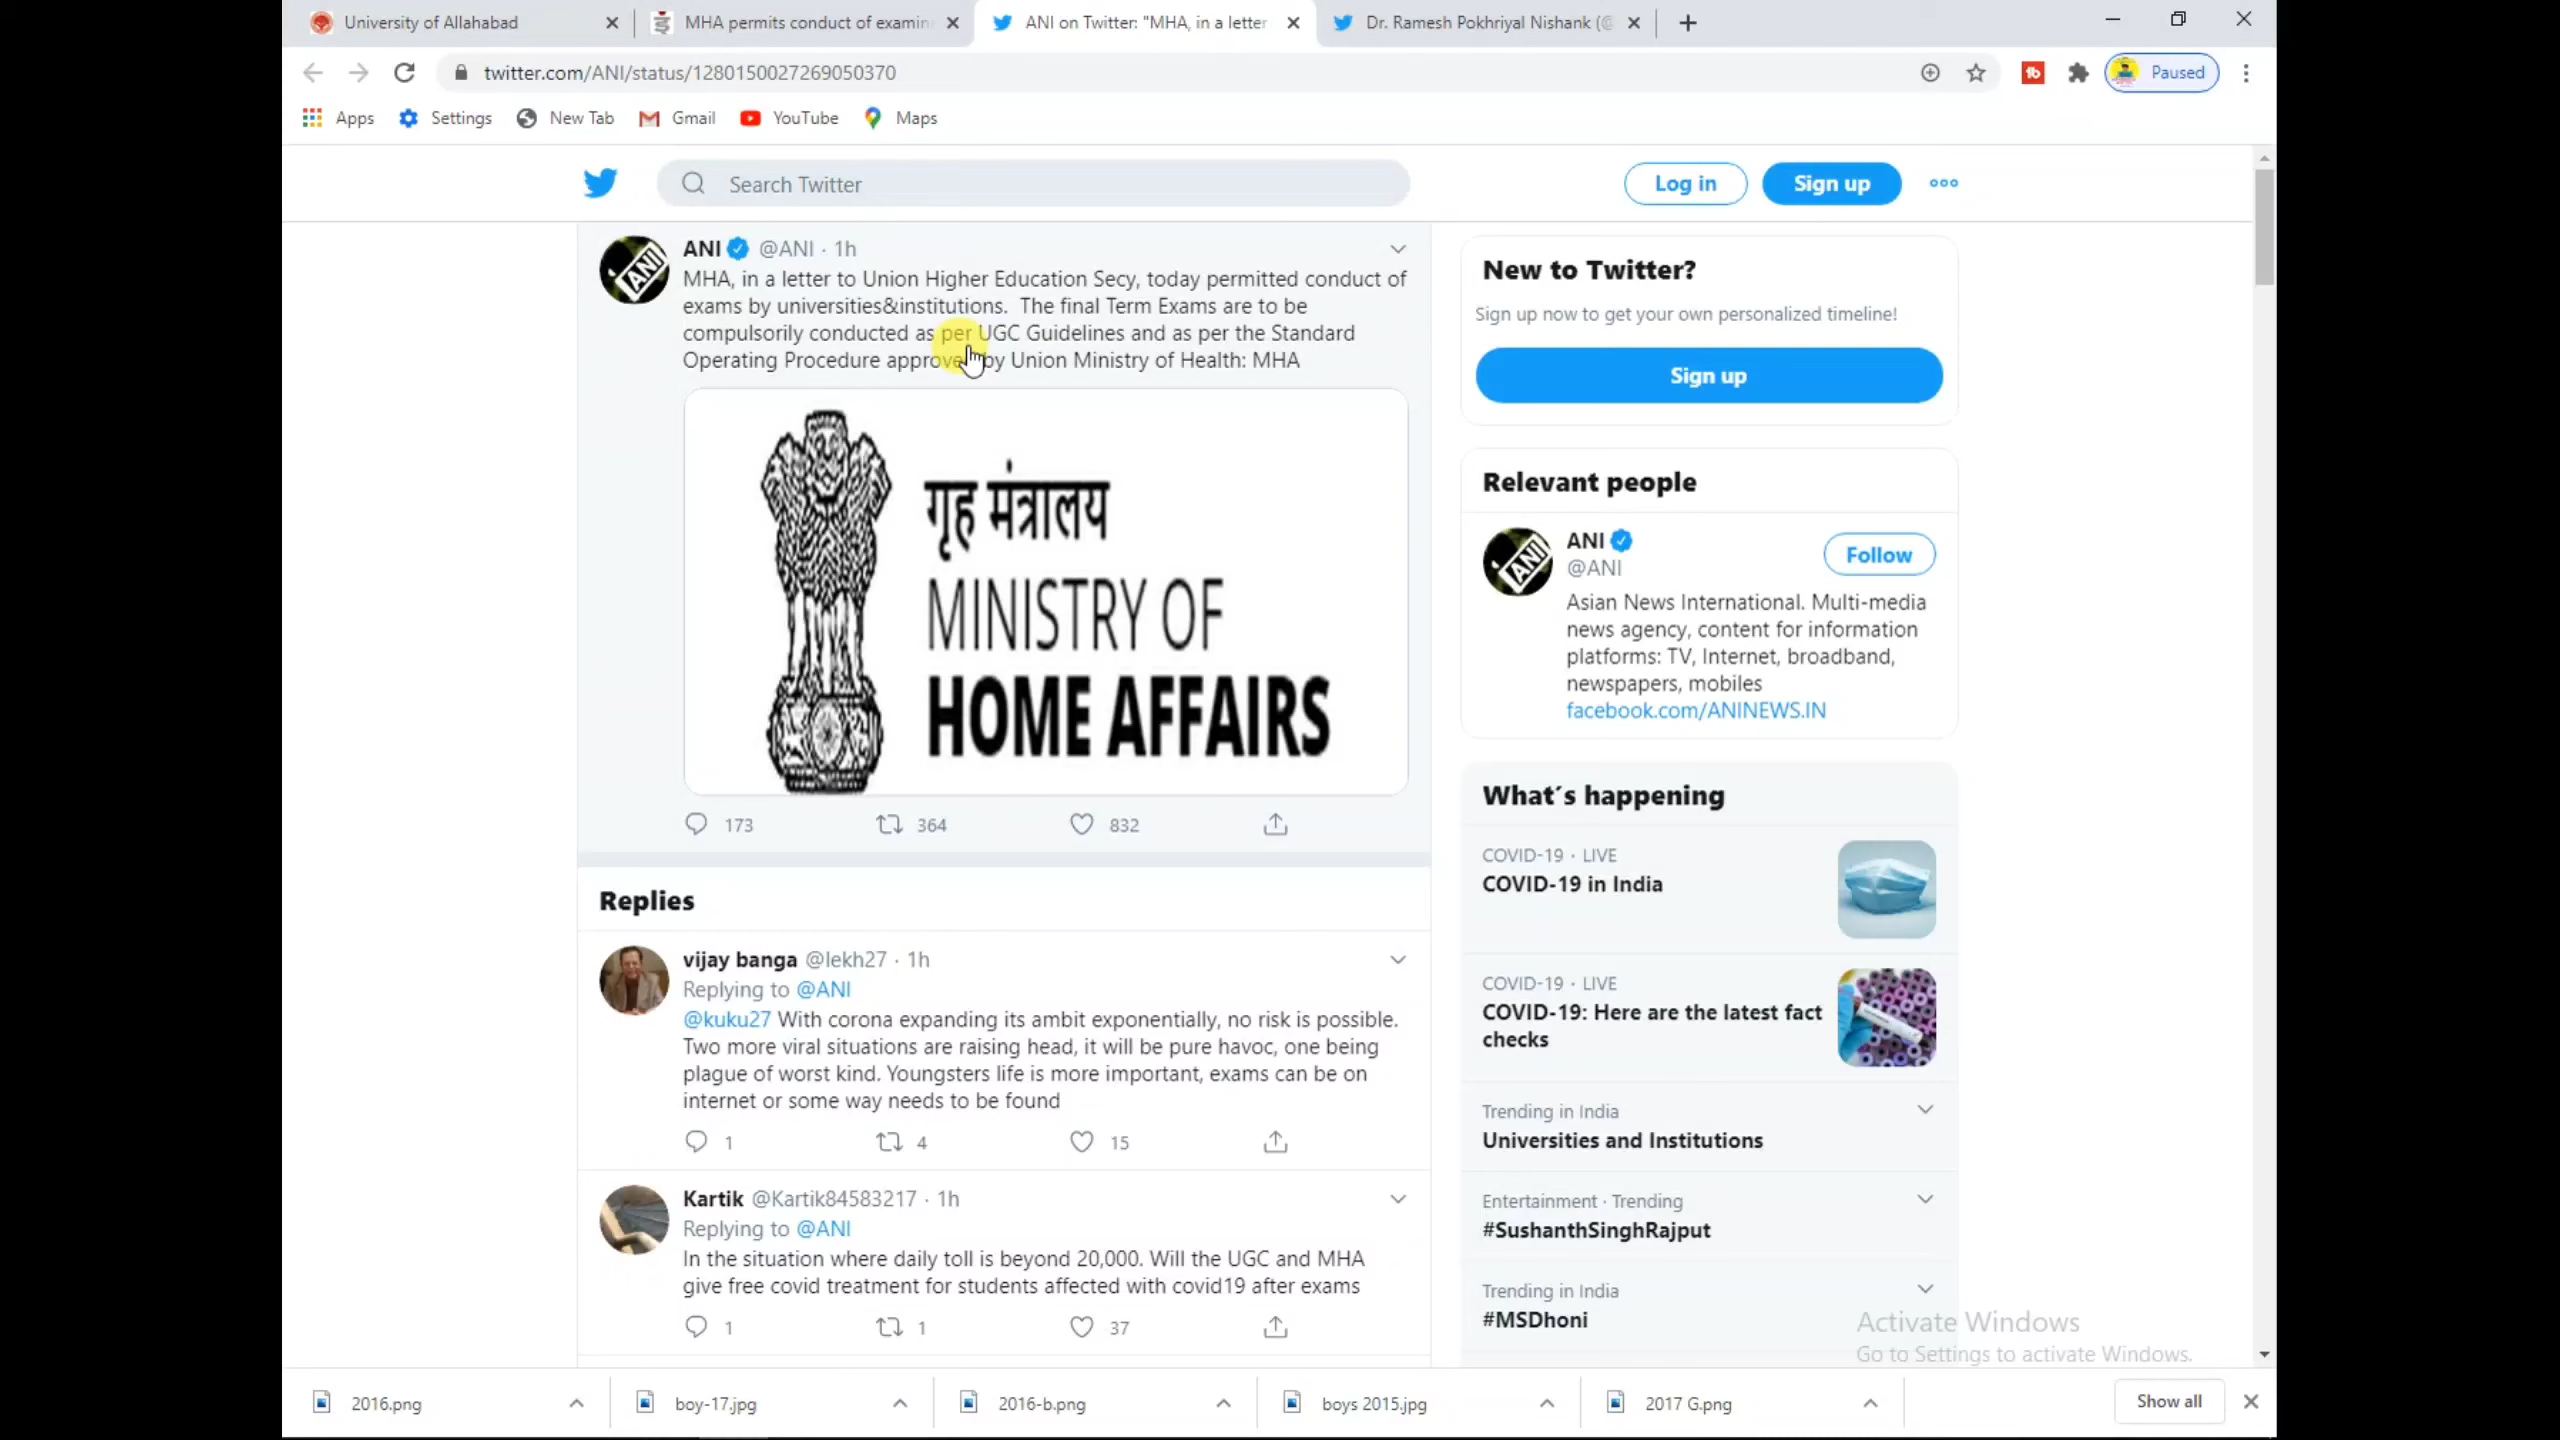 University of Allahabad
MHA permits conduct of examin
ANI on Twitter: "MHA, in a letter
Dr. Ramesh Pokhriyal Nishank (@
twitter.com/ANI/status/1280150027269050370
Paused
Apps
Settings
New Tab
Gmail
YouTube
Maps
Search Twitter
Log in
Sign up
ANI @ANI · 1h
MHA, in a letter to Union Higher Education Secy, today permitted conduct of
exams by universities&institutions. The final Term Exams are to be
compulsorily conducted as per UGC Guidelines and as per the Standard
Operating Procedure approved by Union Ministry of Health: MHA
गृह मंत्रालय
MINISTRY OF
HOME AFFAIRS
173 364 832
Replies
vijay banga @lekh27 · 1h
Replying to @ANI
@kuku27 With corona expanding its ambit exponentially, no risk is possible.
Two more viral situations are raising head, it will be pure havoc, one being
plague of worst kind. Youngsters life is more important, exams can be on
internet or some way needs to be found
1 4 15
Kartik @Kartik84583217 · 1h
Replying to @ANI
In the situation where daily toll is beyond 20,000. Will the UGC and MHA
give free covid treatment for students affected with covid19 after exams
1 1 37
New to Twitter?
Sign up now to get your own personalized timeline!
Sign up
Relevant people
ANI
@ANI
Follow
Asian News International. Multi-media
news agency, content for information
platforms: TV, Internet, broadband,
newspapers, mobiles
facebook.com/ANINEWS.IN
What's happening
COVID-19 · LIVE
COVID-19 in India
COVID-19 · LIVE
COVID-19: Here are the latest fact
checks
Trending in India
Universities and Institutions
Entertainment · Trending
#SushanthSinghRajput
Trending in India
#MSDhoni
Activate Windows
Go to Settings to activate Windows.
2016.png
boy-17.jpg
2016-b.png
boys 2015.jpg
2017 G.png
Show all